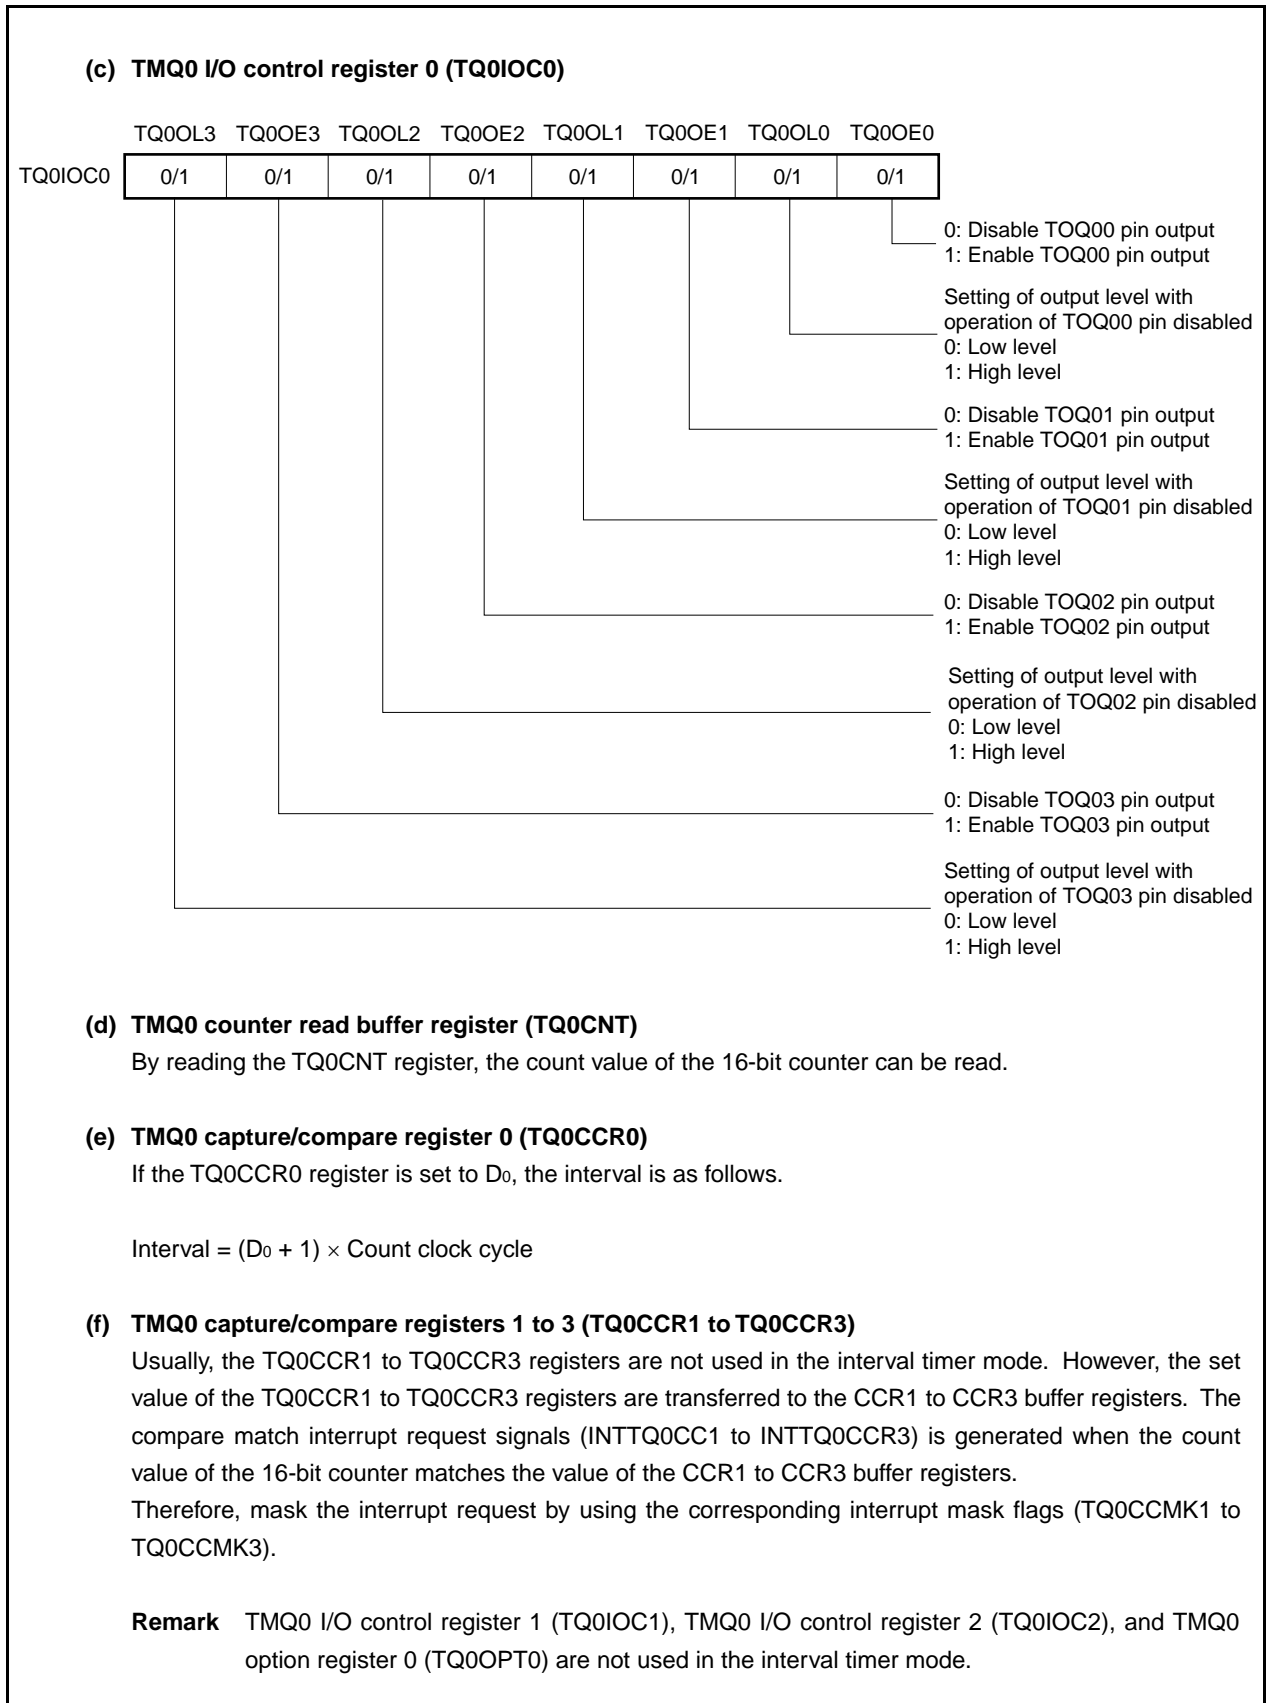 (c) TMQ0 I/O control register 0 (TQ0IOC0)
TQ0OL3 TQ0OE3 TQ0OL2 TQ0OE2 TQ0OL1 TQ0OE1 TQ0OL0 TQ0OE0
TQ0IOC0 0/1 0/1 0/1 0/1 0/1 0/1 0/1 0/1
0: Disable TOQ00 pin output
1: Enable TOQ00 pin output
Setting of output level with
operation of TOQ00 pin disabled
0: Low level
1: High level
0: Disable TOQ01 pin output
1: Enable TOQ01 pin output
Setting of output level with
operation of TOQ01 pin disabled
0: Low level
1: High level
0: Disable TOQ02 pin output
1: Enable TOQ02 pin output
Setting of output level with
operation of TOQ02 pin disabled
0: Low level
1: High level
0: Disable TOQ03 pin output
1: Enable TOQ03 pin output
Setting of output level with
operation of TOQ03 pin disabled
0: Low level
1: High level
(d) TMQ0 counter read buffer register (TQ0CNT)
By reading the TQ0CNT register, the count value of the 16-bit counter can be read.
(e) TMQ0 capture/compare register 0 (TQ0CCR0)
If the TQ0CCR0 register is set to D0, the interval is as follows.
Interval = (D0 + 1) × Count clock cycle
(f) TMQ0 capture/compare registers 1 to 3 (TQ0CCR1 to TQ0CCR3)
Usually, the TQ0CCR1 to TQ0CCR3 registers are not used in the interval timer mode. However, the set
value of the TQ0CCR1 to TQ0CCR3 registers are transferred to the CCR1 to CCR3 buffer registers. The
compare match interrupt request signals (INTTQ0CC1 to INTTQ0CCR3) is generated when the count
value of the 16-bit counter matches the value of the CCR1 to CCR3 buffer registers.
Therefore, mask the interrupt request by using the corresponding interrupt mask flags (TQ0CCMK1 to
TQ0CCMK3).
Remark TMQ0 I/O control register 1 (TQ0IOC1), TMQ0 I/O control register 2 (TQ0IOC2), and TMQ0
option register 0 (TQ0OPT0) are not used in the interval timer mode.